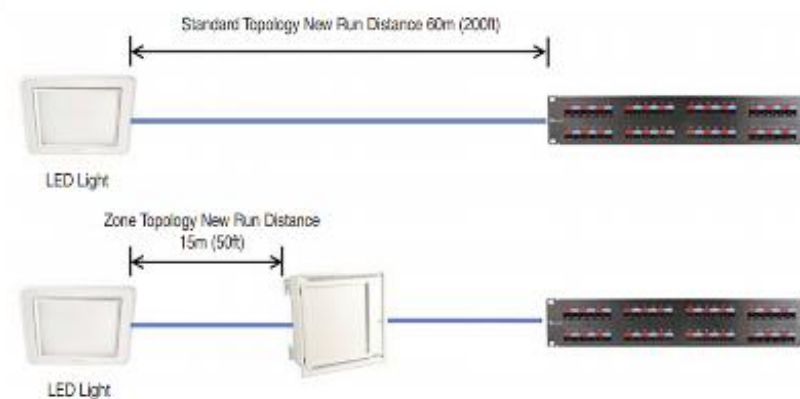 Standard Topology New Run Distance 60m (200ft)
LED Light
Zone Topology New Run Distance
15m (50ft)
LED Light